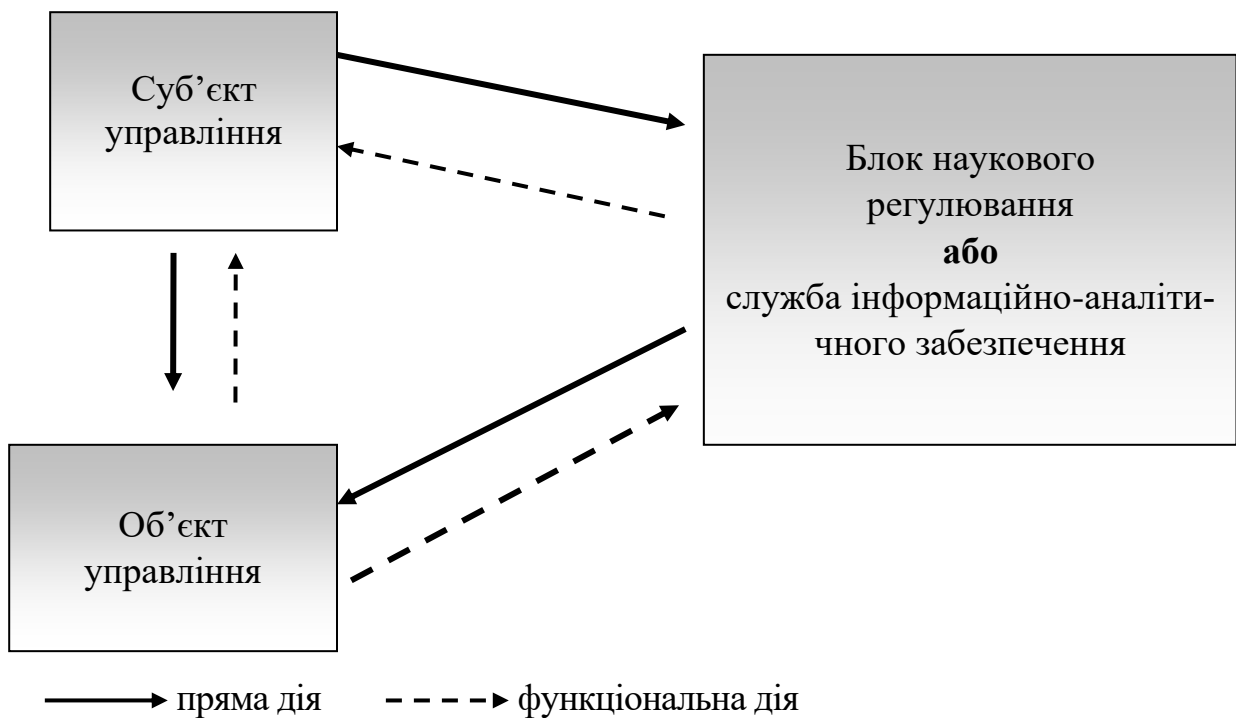 Суб’єкт
управління
Блок наукового
регулювання
або
служба інформаційно-аналіти-
чного забезпечення
Об’єкт
управління
пряма дія
функціональна дія